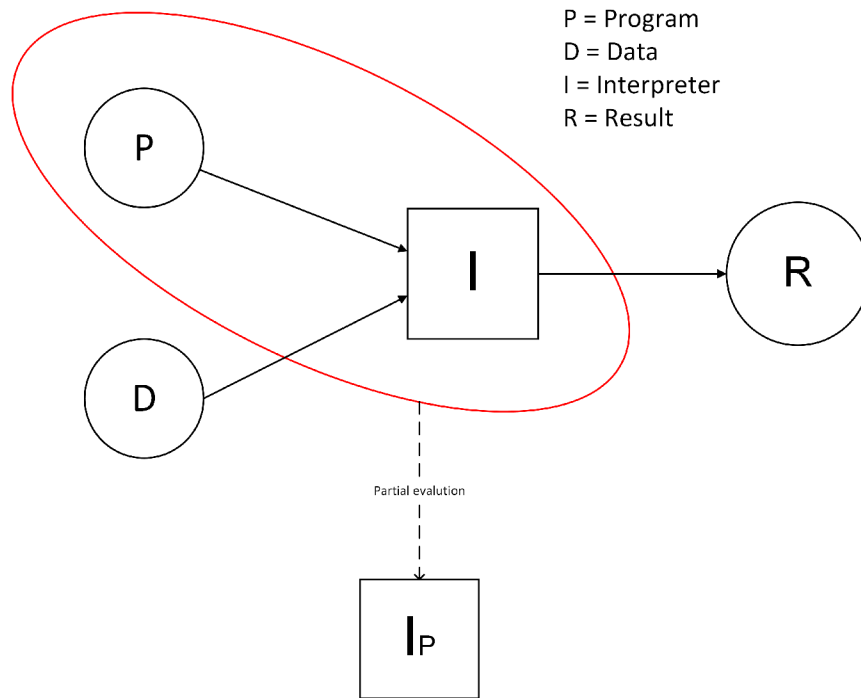 P = Program
D = Data
I = Interpreter
R = Result
P
I
R
D
Partial evalution
IP